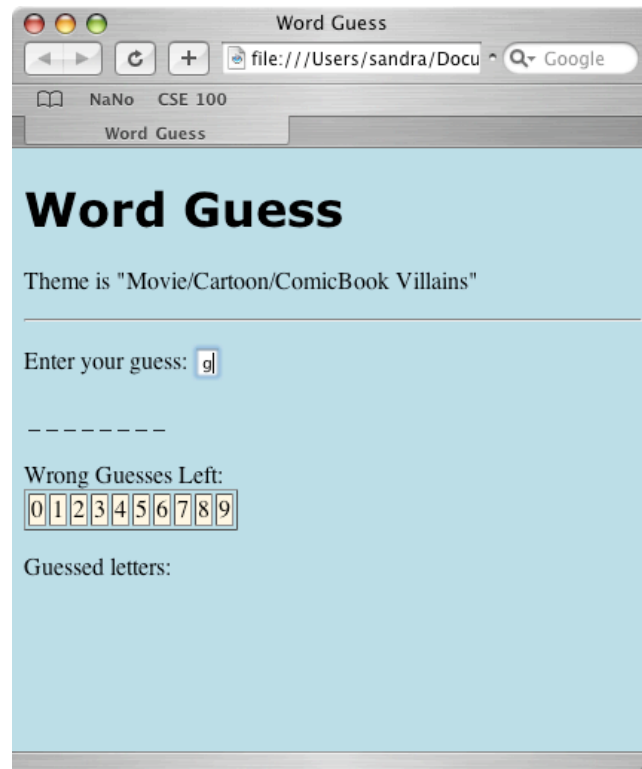 Word Guess
file:///Users/sandra/Docu
Google
NaNo CSE 100
Word Guess
Word Guess
Theme is "Movie/Cartoon/ComicBook Villains"
Enter your guess: g
_ _ _ _ _ _ _ _
Wrong Guesses Left:
0 1 2 3 4 5 6 7 8 9
Guessed letters: